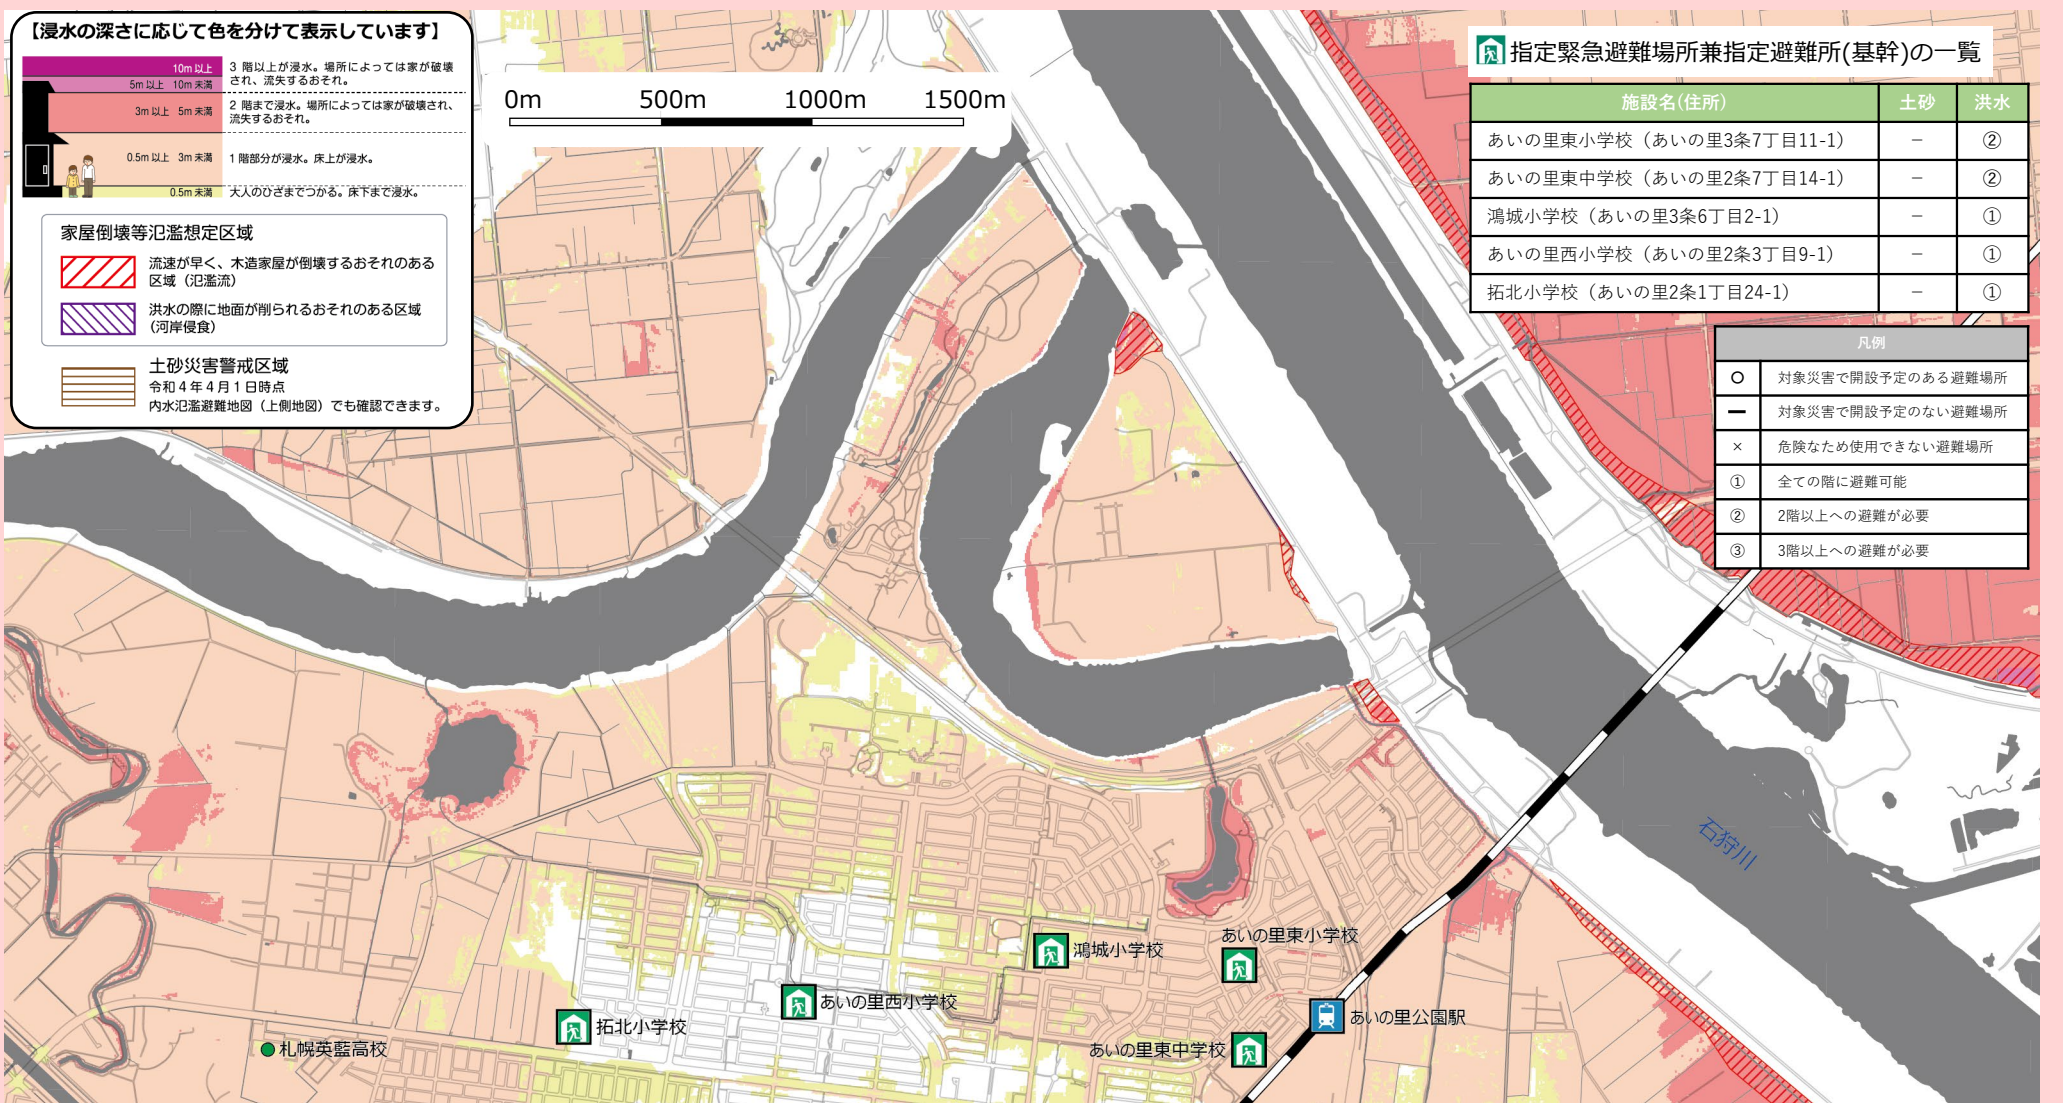 【浸水の深さに応じて色を分けて表示しています】
10m以上
3 階以上が浸水。場所によっては家が破壊
され、流失するおそれ。
5m以上 10m未満
3m以上 5m未満
2 階まで浸水。場所によっては家が破壊され、
流失するおそれ。
0.5m以上 3m未満
1 階部分が浸水。床上が浸水。
0.5m未満
大人のひざまでつかる。床下まで浸水。
家屋倒壊等氾濫想定区域
流速が早く、木造家屋が倒壊するおそれのある
区域（氾濫流）
洪水の際に地面が削られるおそれのある区域
（河岸侵食）
土砂災害警戒区域
令和4年4月1日時点
内水氾濫避難地図（上側地図）でも確認できます。
0m 500m 1000m 1500m
指定緊急避難場所兼指定避難所(基幹)の一覧
施設名(住所) 土砂 洪水
あいの里東小学校（あいの里3条7丁目11-1） － ②
あいの里東中学校（あいの里2条7丁目14-1） － ②
鴻城小学校（あいの里3条6丁目2-1） － ①
あいの里西小学校（あいの里2条3丁目9-1） － ①
拓北小学校（あいの里2条1丁目24-1） － ①
凡例
○ 対象災害で開設予定のある避難場所
ー 対象災害で開設予定のない避難場所
× 危険なため使用できない避難場所
① 全ての階に避難可能
② 2階以上への避難が必要
③ 3階以上への避難が必要
石狩川
あいの里東小学校
鴻城小学校
あいの里西小学校
あいの里公園駅
拓北小学校
札幌英藍高校
あいの里東中学校